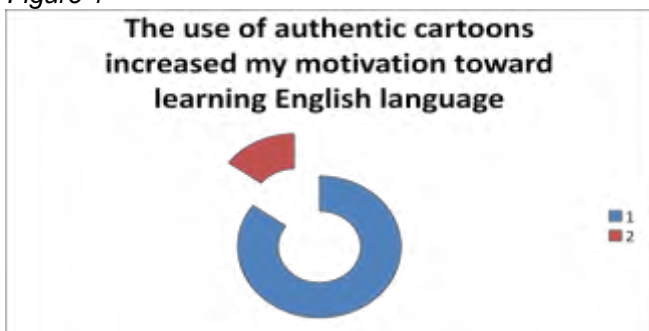 The use of authentic cartoons
increased my motivation toward
learning English language
1
2